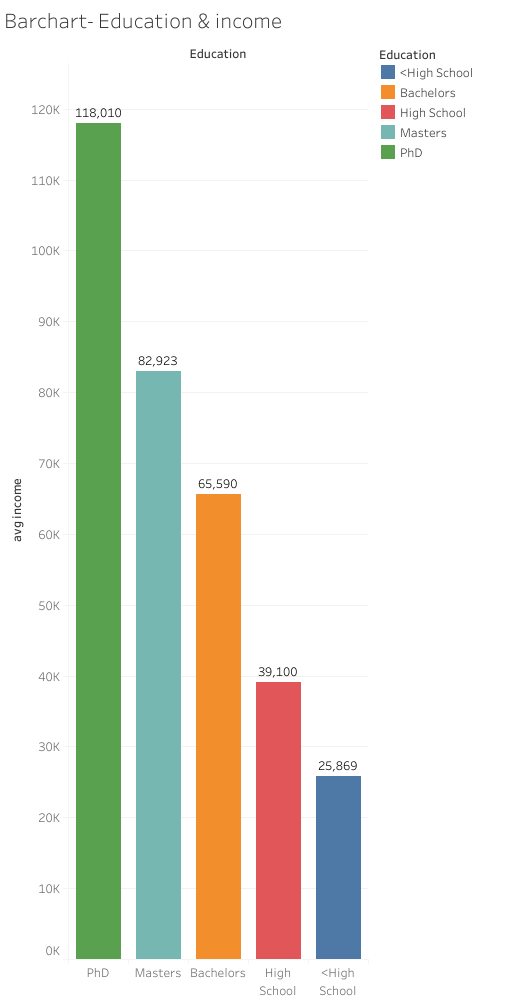 Barchart- Education & income
Education
Education
<High School
Bachelors
High School
Masters
PhD
120K
110K
100K
90K
80K
70K
60K
50K
40K
30K
20K
10K
0K
avg income
118,010
82,923
65,590
39,100
25,869
PhD
Masters
Bachelors
High
School
<High
School